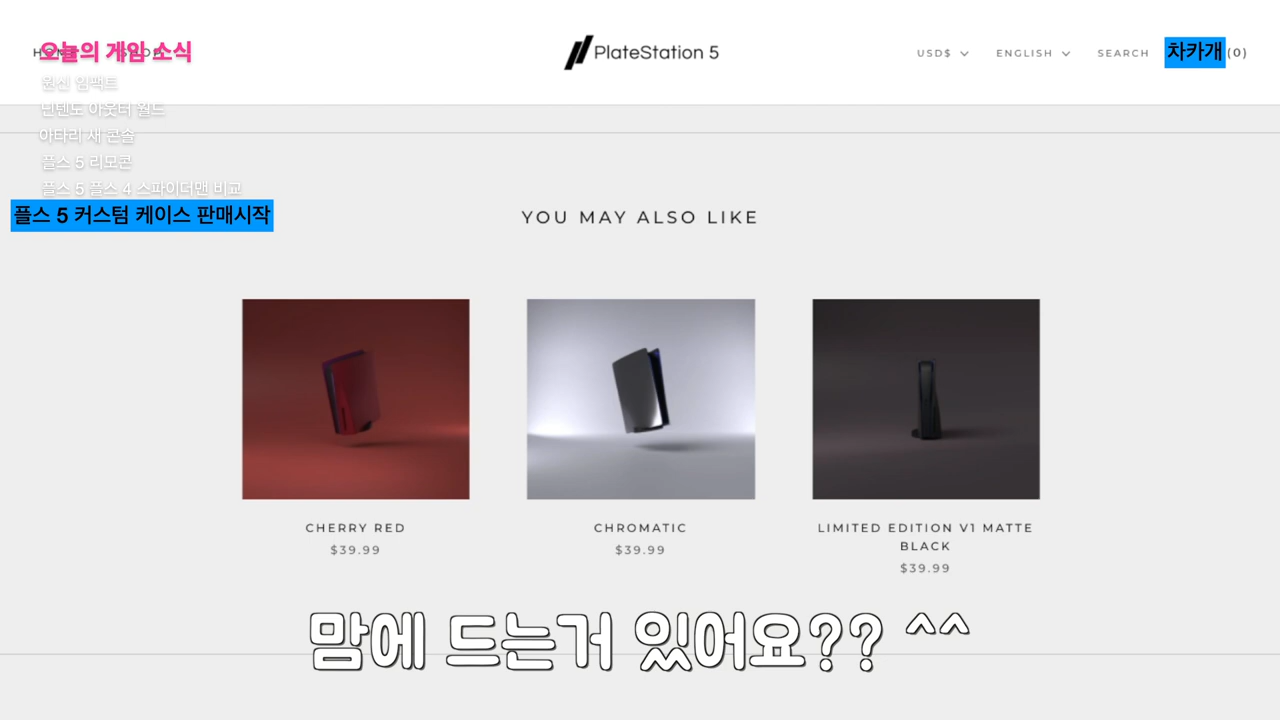 오늘의 게임 소식
PlateStation 5
USD$
ENGLISH
SEARCH
차카개
(0)
원신 임팩트
닌텐도 아웃터 월드
아타리 새 콘솔
플스 5 리모콘
플스 5 플스 4 스파이더맨 비교
플스 5 커스텀 케이스 판매시작
YOU MAY ALSO LIKE
CHERRY RED
$39.99
CHROMATIC
$39.99
LIMITED EDITION V1 MATTE
BLACK
$39.99
맘에 드는거 있어요?? ^^